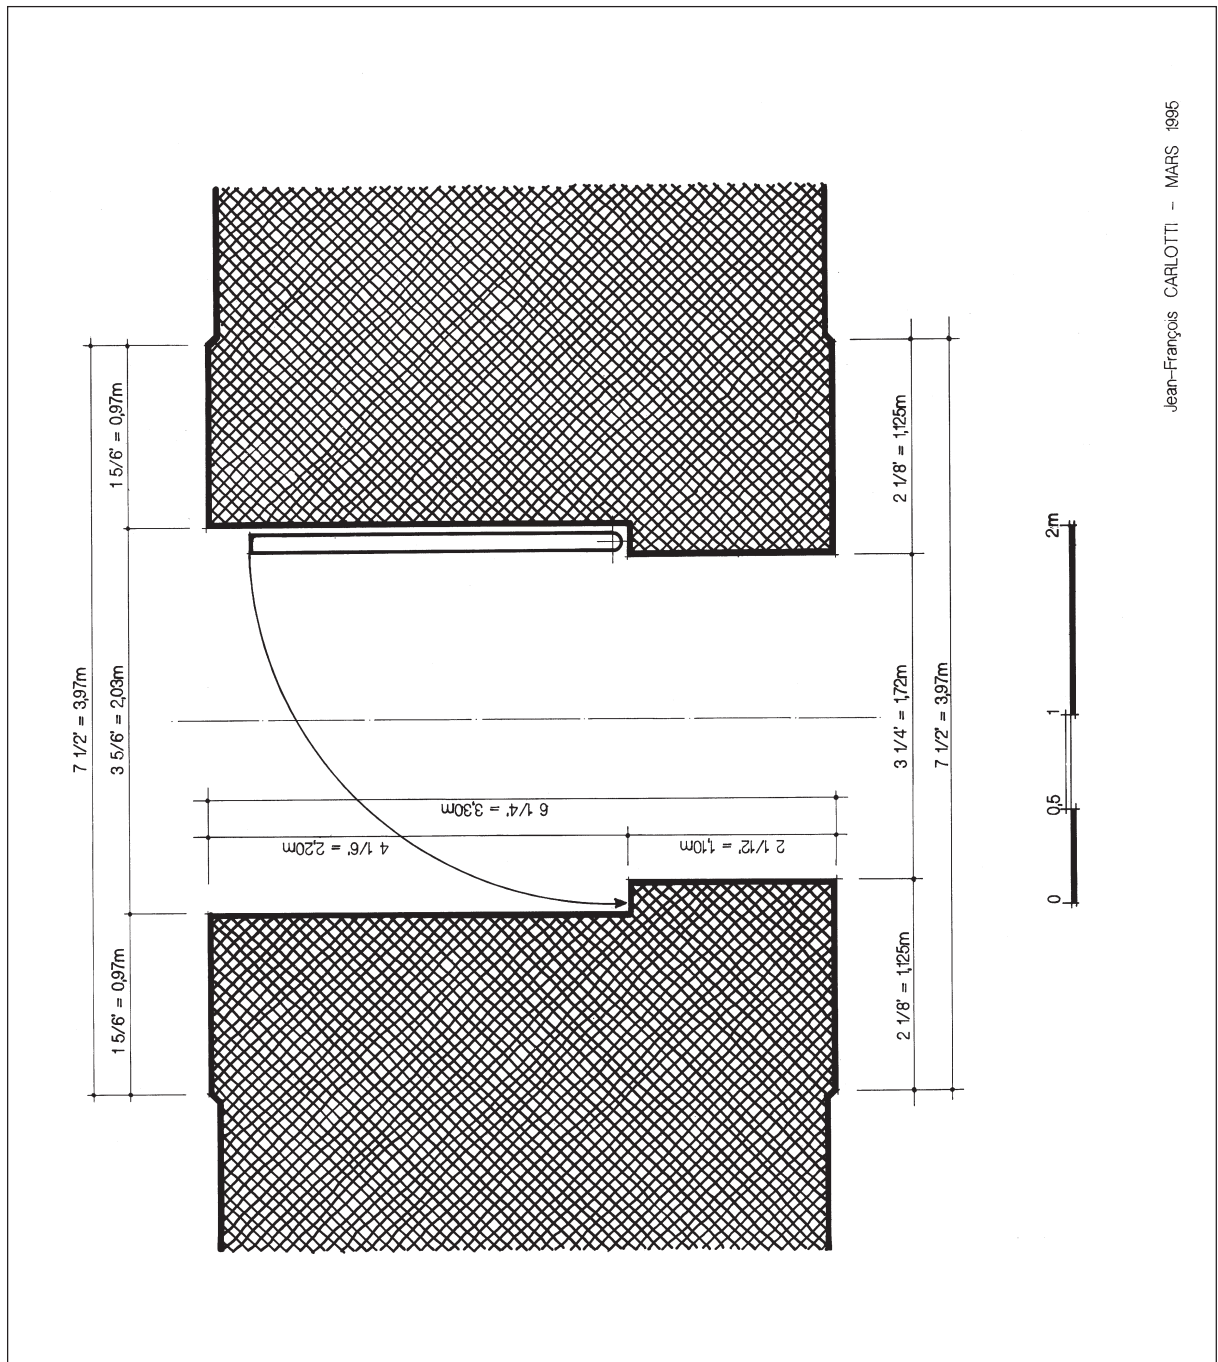 Jean-François CARLOTTI - MARS 1995
7 1/2' = 3,97m
1 5/6' = 0,97m
3 5/6' = 2,03m
1 5/6' = 0,97m
6 1/4' = 3,30m
4 1/6' = 2,20m
2 1/12' = 1,10m
2 1/8' = 1,125m
3 1/4' = 1,72m
2 1/8' = 1,125m
7 1/2' = 3,97m
0 0,5 1 2m